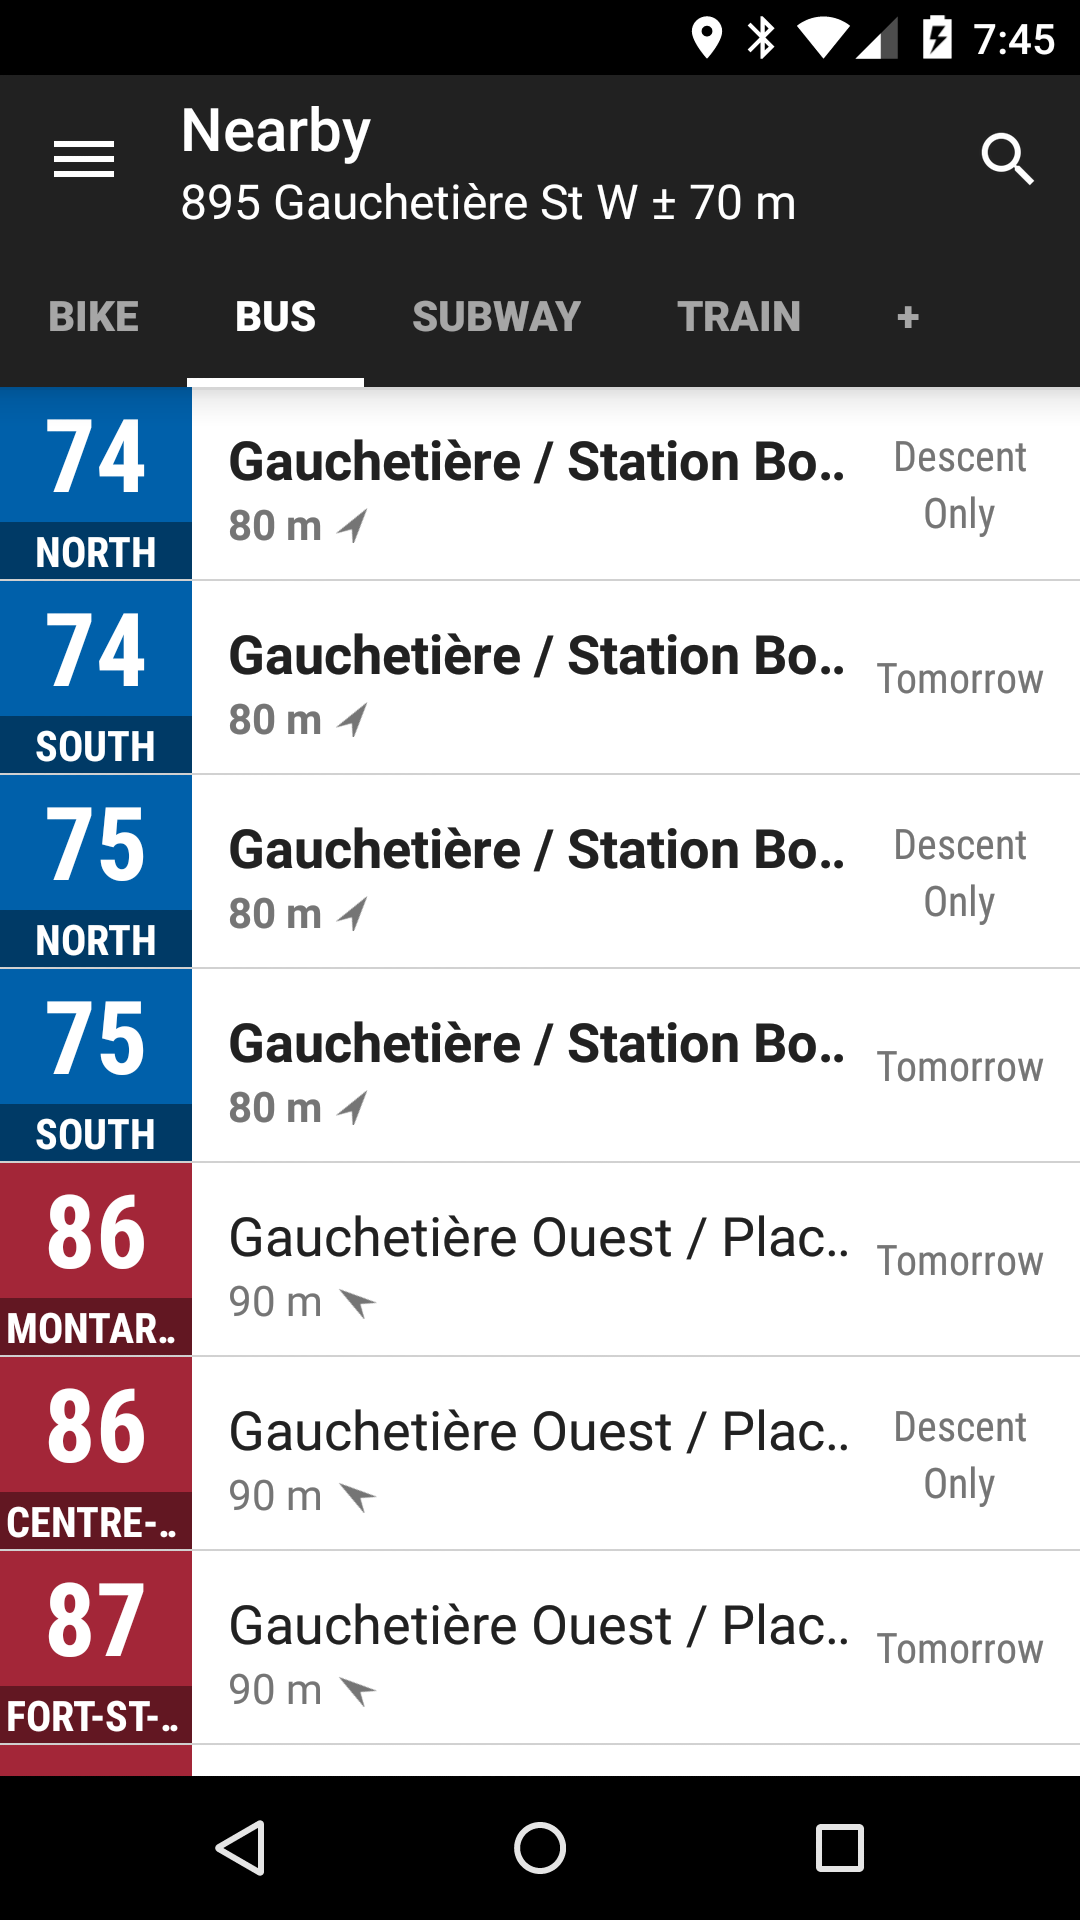 7:45
Nearby
895 Gauchetière St W ± 70 m
BIKE BUS SUBWAY TRAIN +
74
NORTH
Gauchetière / Station Bo..
80 m
Descent
Only
74
SOUTH
Gauchetière / Station Bo..
80 m
Tomorrow
75
NORTH
Gauchetière / Station Bo..
80 m
Descent
Only
75
SOUTH
Gauchetière / Station Bo..
80 m
Tomorrow
86
MONTAR..
Gauchetière Ouest / Plac..
90 m
Tomorrow
86
CENTRE-..
Gauchetière Ouest / Plac..
90 m
Descent
Only
87
FORT-ST-..
Gauchetière Ouest / Plac..
90 m
Tomorrow